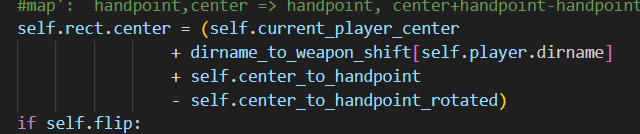 #map':  handpoint,center => handpoint, center+handpoint-handpoint
self.rect.center = (self.current_player_center
+ dirname_to_weapon_shift[self.player.dirname]
+ self.center_to_handpoint
- self.center_to_handpoint_rotated)
if self.flip: